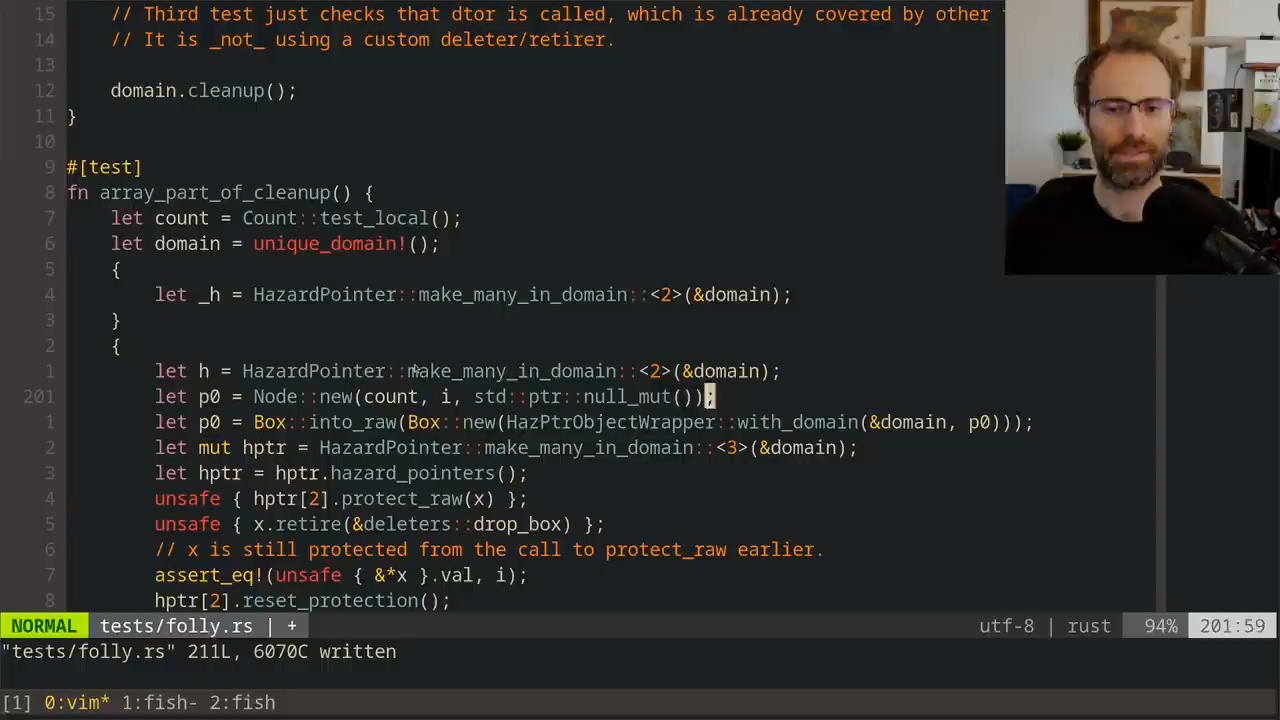 15 // Third test just checks that dtor is called, which is already covered by other
14 // It is _not_ using a custom deleter/retirer.
13
12 domain.cleanup();
11 }
10
9 #[test]
8 fn array_part_of_cleanup() {
7 let count = Count::test_local();
6 let domain = unique_domain!();
5 {
4 let _h = HazardPointer::make_many_in_domain::<2>(&domain);
3 }
2 {
1 let h = HazardPointer::make_many_in_domain::<2>(&domain);
201 let p0 = Node::new(count, i, std::ptr::null_mut());
1 let p0 = Box::into_raw(Box::new(HazPtrObjectWrapper::with_domain(&domain, p0)));
2 let mut hptr = HazardPointer::make_many_in_domain::<3>(&domain);
3 let hptr = hptr.hazard_pointers();
4 unsafe { hptr[2].protect_raw(x) };
5 unsafe { x.retire(&deleters::drop_box) };
6 // x is still protected from the call to protect_raw earlier.
7 assert_eq!(unsafe { &*x }.val, i);
8 hptr[2].reset_protection();
NORMAL tests/folly.rs | + utf-8 | rust 94% 201:59
"tests/folly.rs" 211L, 6070C written
[1] 0:vim* 1:fish- 2:fish